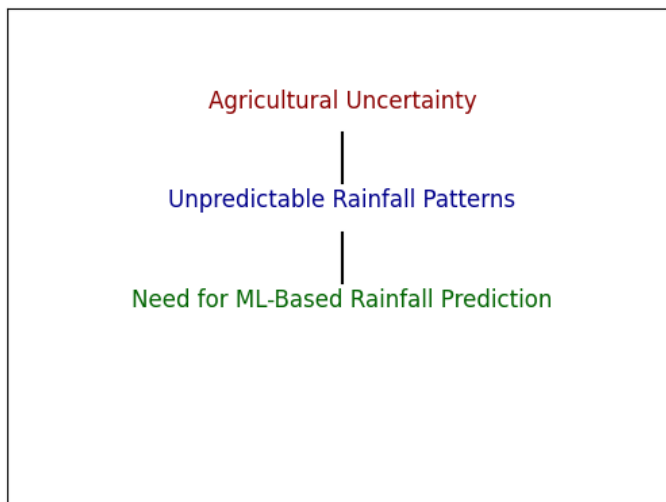 Agricultural Uncertainty
Unpredictable Rainfall Patterns
Need for ML-Based Rainfall Prediction